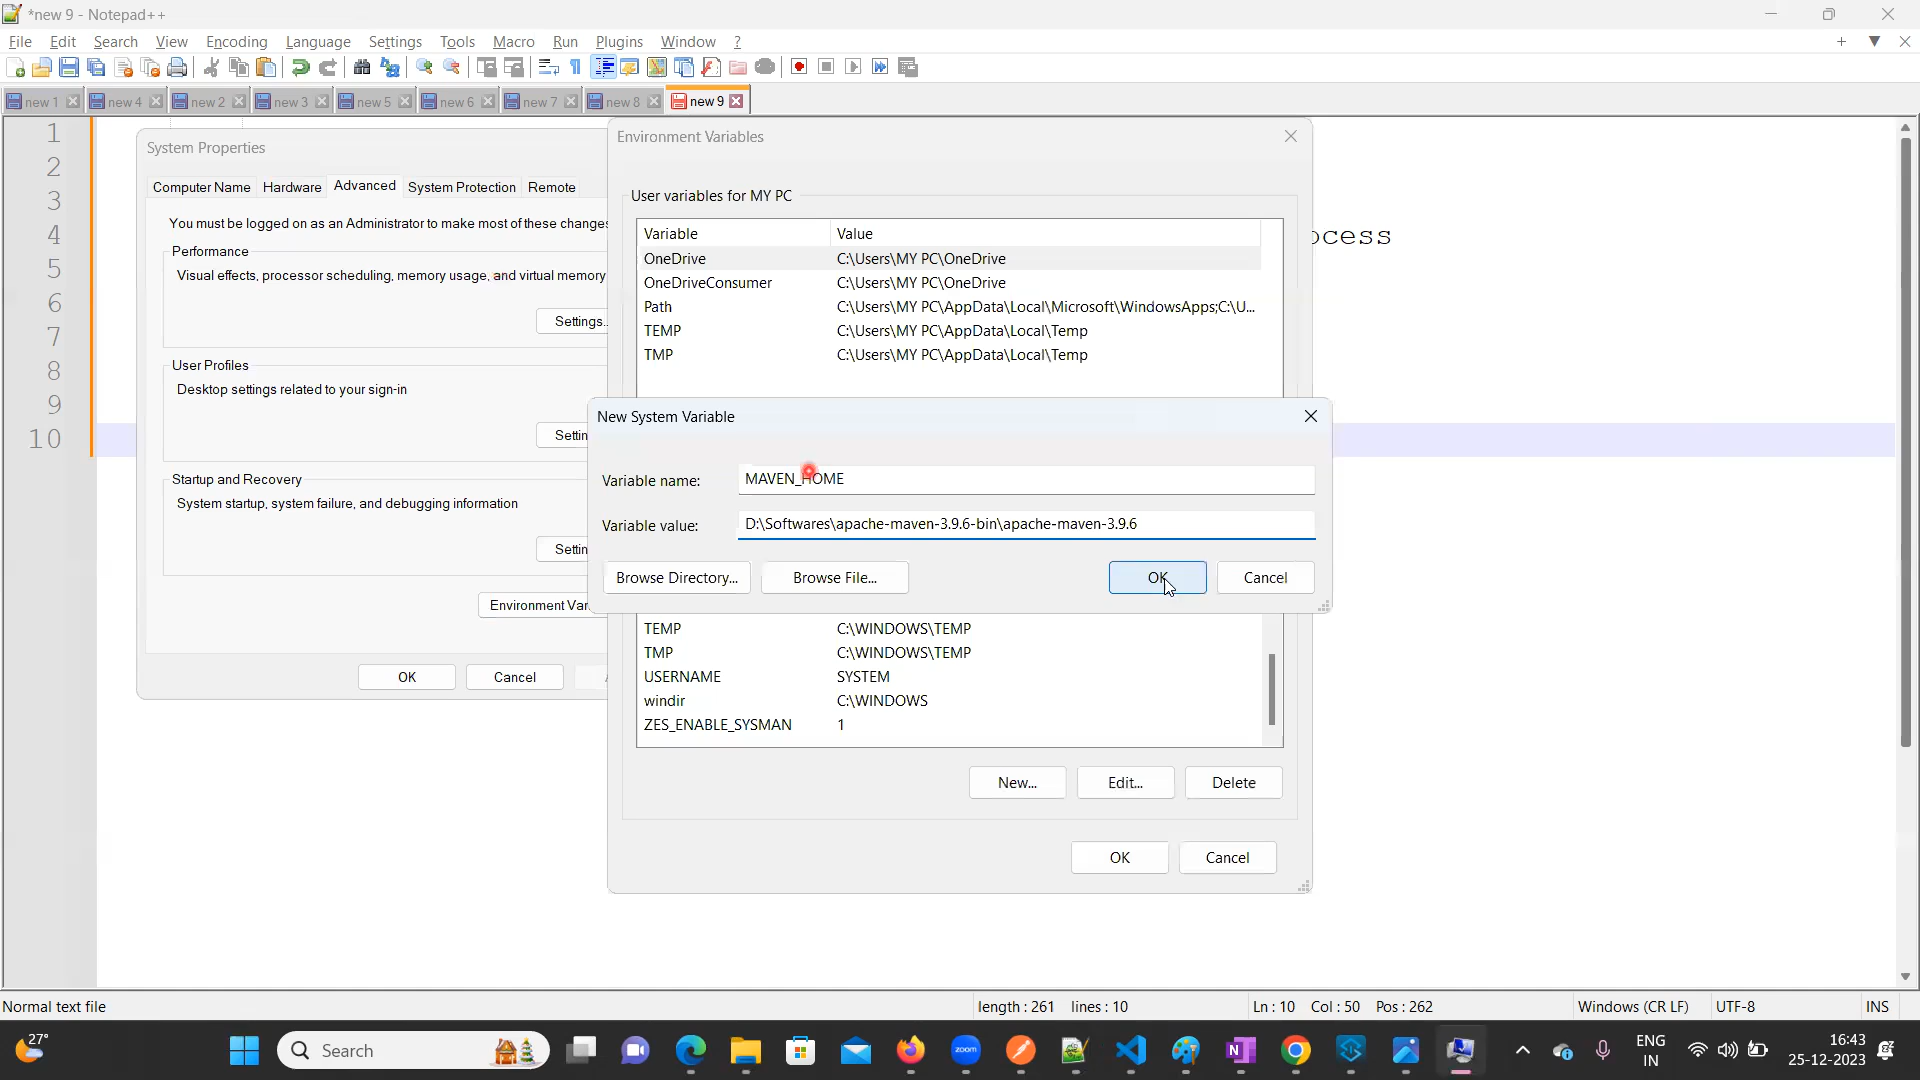 *new 9 - Notepad++
File Edit Search View Encoding Language Settings Tools Macro Run Plugins Window ?
new 1 new 4 new 2 new 3 new 5 new 6 new 7 new 8 new 9
1
2
3
4
5
6
7
8
9
10
ocess
System Properties
Computer Name Hardware Advanced System Protection Remote
You must be logged on as an Administrator to make most of these changes
Performance
Visual effects, processor scheduling, memory usage, and virtual memory
Settings.
User Profiles
Desktop settings related to your sign-in
Settin
Startup and Recovery
System startup, system failure, and debugging information
Settin
Environment Var
OK Cancel
Environment Variables
User variables for MY PC
Variable Value
OneDrive C:\Users\MY PC\OneDrive
OneDriveConsumer C:\Users\MY PC\OneDrive
Path C:\Users\MY PC\AppData\Local\Microsoft\WindowsApps;C:\U...
TEMP C:\Users\MY PC\AppData\Local\Temp
TMP C:\Users\MY PC\AppData\Local\Temp
New System Variable
Variable name: MAVEN_HOME
Variable value: D:\Softwares\apache-maven-3.9.6-bin\apache-maven-3.9.6
Browse Directory... Browse File... OK Cancel
TEMP C:\WINDOWS\TEMP
TMP C:\WINDOWS\TEMP
USERNAME SYSTEM
windir C:\WINDOWS
ZES_ENABLE_SYSMAN 1
New... Edit... Delete
OK Cancel
Normal text file length : 261 lines : 10 Ln : 10 Col : 50 Pos : 262 Windows (CR LF) UTF-8 INS
27° Search zoom ENG IN 16:43
25-12-2023